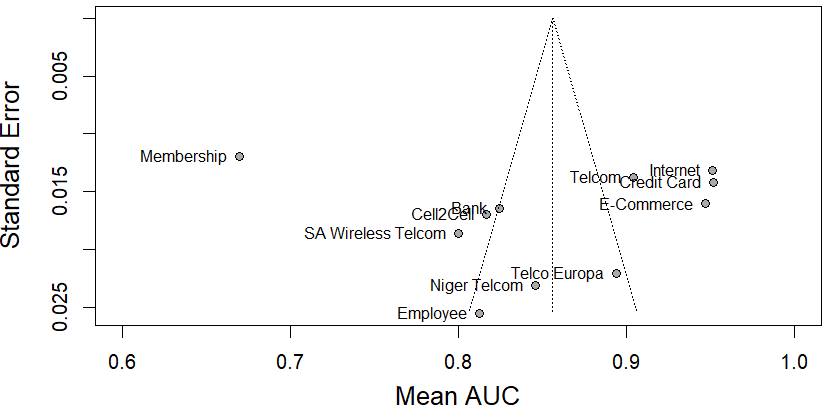 0.005
Membership
Internet
Telcom
Credit Card
0.015
E-Commerce
Bank
Cell2Cell
SA Wireless Telcom
Telco Europa
Niger Telcom
0.025
Employee
Standard Error
0.6 0.7 0.8 0.9 1.0
Mean AUC